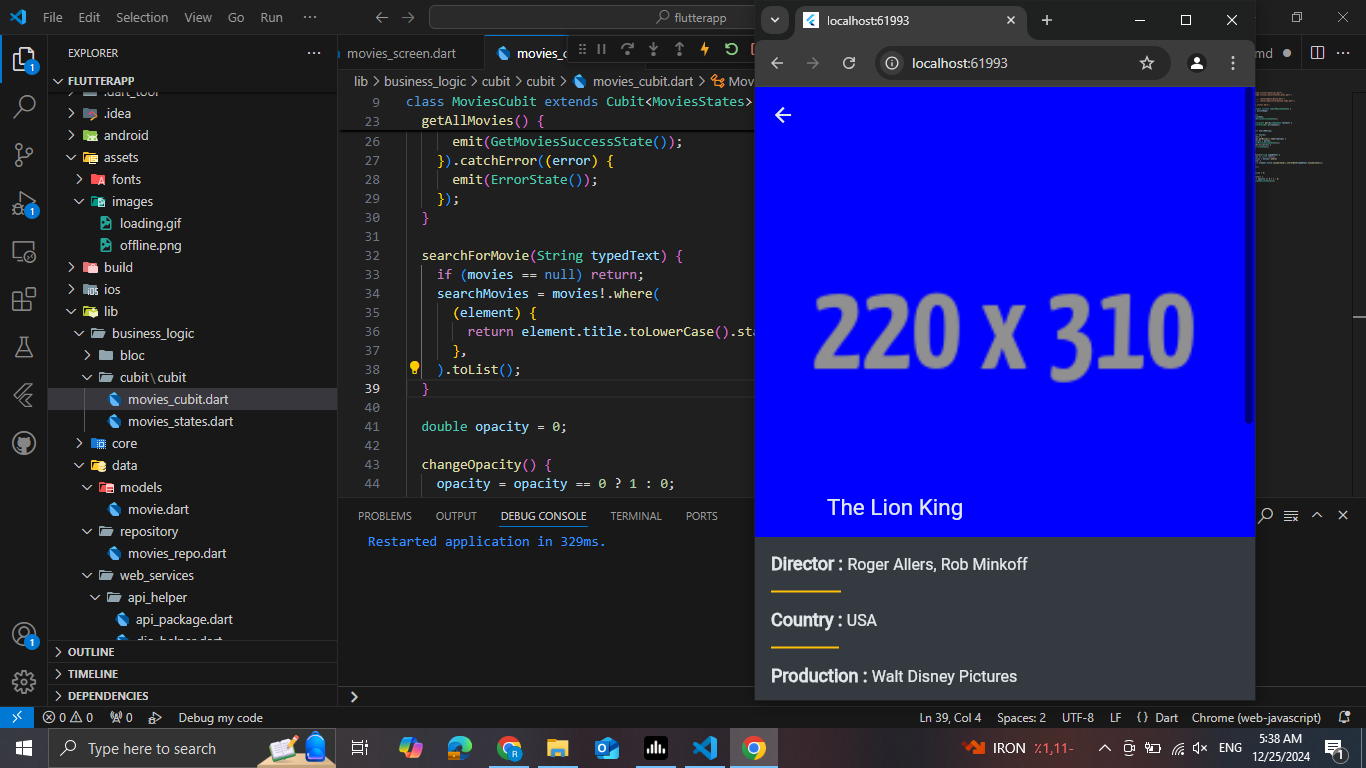 File Edit Selection View Go Run ···
flutterapp
localhost:61993
localhost:61993
EXPLORER
FLUTTERAPP
.dart_tool
.idea
android
assets
fonts
images
loading.gif
offline.png
build
ios
lib
business_logic
bloc
cubit\cubit
movies_cubit.dart
movies_states.dart
core
data
models
movie.dart
repository
movies_repo.dart
web_services
api_helper
api_package.dart
OUTLINE
TIMELINE
DEPENDENCIES
movies_screen.dart
lib > business_logic > cubit > cubit > movies_cubit.dart >
9 class MoviesCubit extends Cubit<MoviesStates>
23 getAllMovies() {
26 emit(GetMoviesSuccessState());
27 }).catchError((error) {
28 emit(ErrorState());
29 });
30 }
31
32 searchForMovie(String typedText) {
33 if (movies == null) return;
34 searchMovies = movies!.where(
35 (element) {
36 return element.title.toLowerCase().sta
37 },
38 ).toList();
39 }
40
41 double opacity = 0;
42
43 changeOpacity() {
44 opacity = opacity == 0 ? 1 : 0;
PROBLEMS OUTPUT DEBUG CONSOLE TERMINAL PORTS
Restarted application in 329ms.
220 x 310
The Lion King
Director : Roger Allers, Rob Minkoff
Country : USA
Production : Walt Disney Pictures
0 0 0 Debug my code
Ln 39, Col 4 Spaces: 2 UTF-8 LF {} Dart Chrome (web-javascript)
Type here to search
IRON ٪1,11-
ENG
5:38 AM
12/25/2024